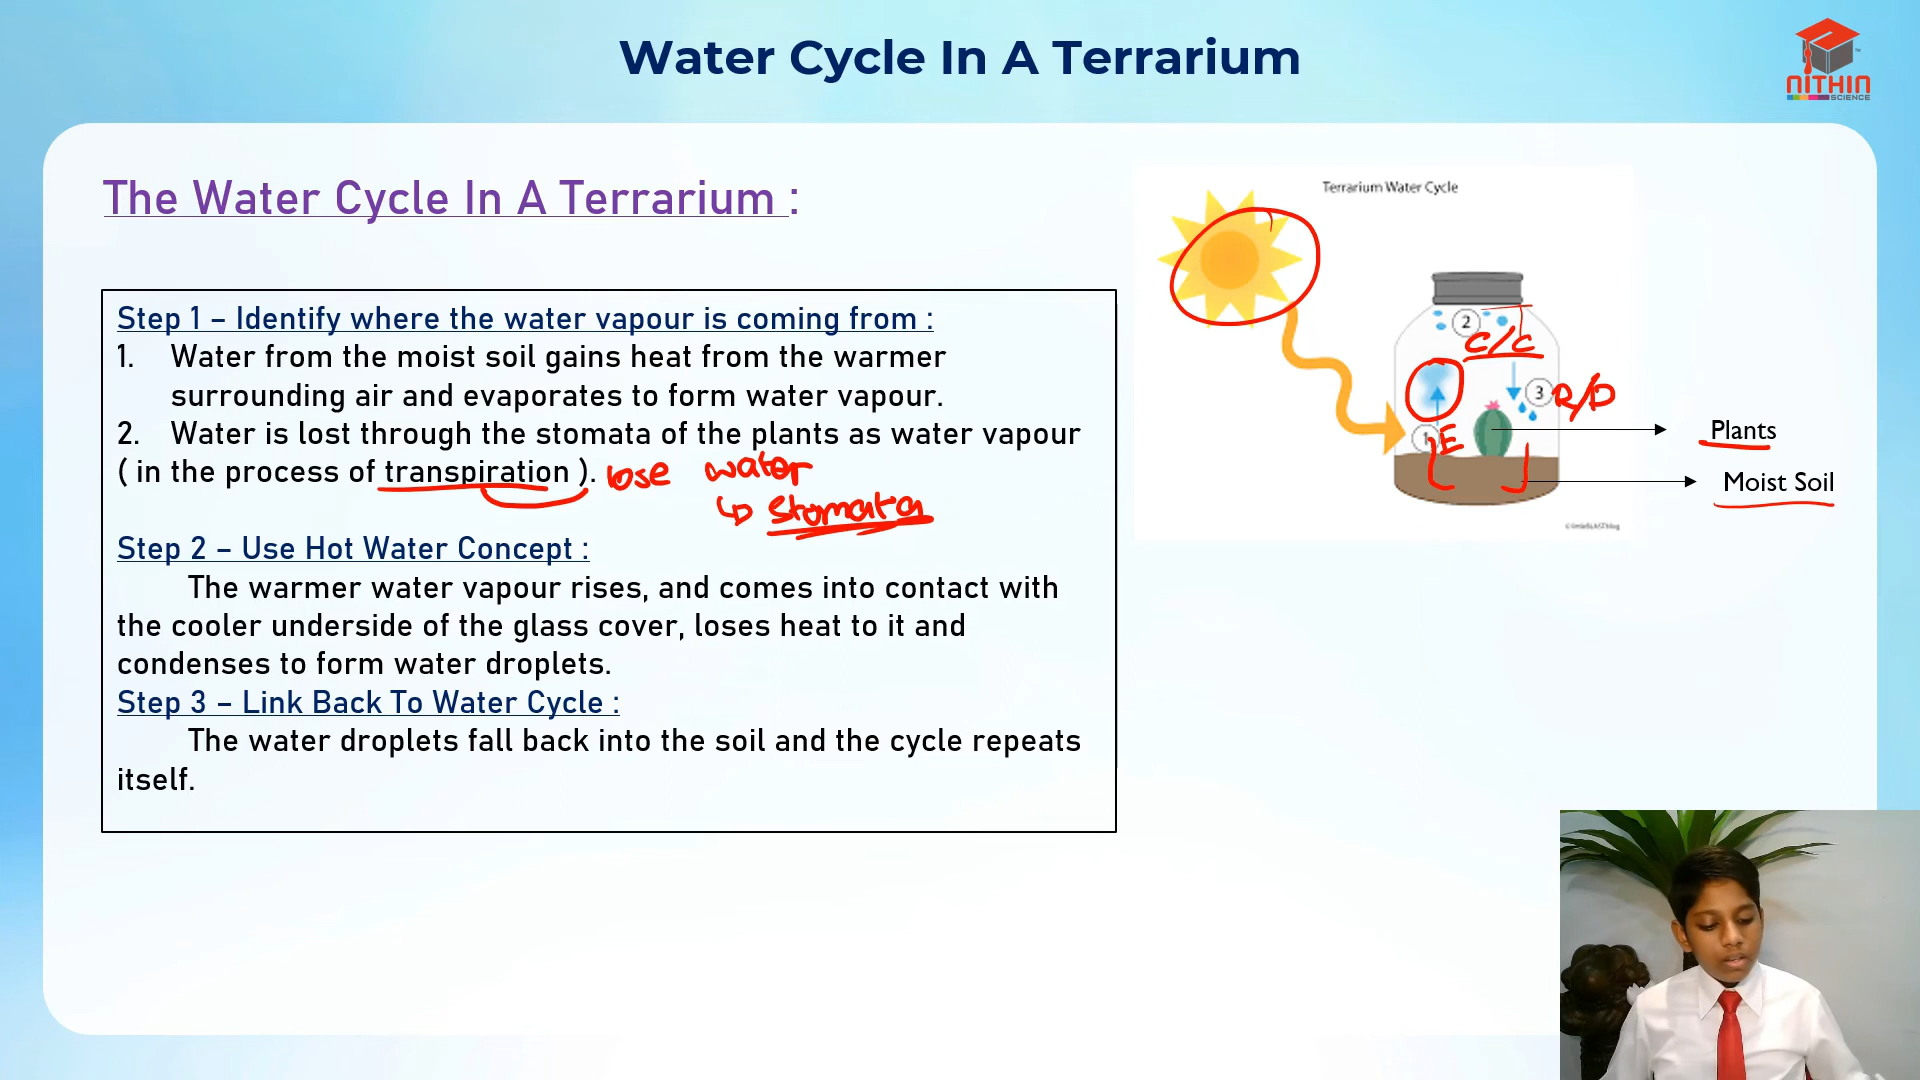 Water Cycle In A Terrarium
NITHIN
SCIENCE
The Water Cycle In A Terrarium :
Step 1 – Identify where the water vapour is coming from :
1. Water from the moist soil gains heat from the warmer
surrounding air and evaporates to form water vapour.
2. Water is lost through the stomata of the plants as water vapour
( in the process of transpiration ). lose water
↳ stomata
Step 2 – Use Hot Water Concept :
The warmer water vapour rises, and comes into contact with
the cooler underside of the glass cover, loses heat to it and
condenses to form water droplets.
Step 3 – Link Back To Water Cycle :
The water droplets fall back into the soil and the cycle repeats
itself.
Terrarium Water Cycle
2
C/C
3 R/D
1 E
Plants
Moist Soil